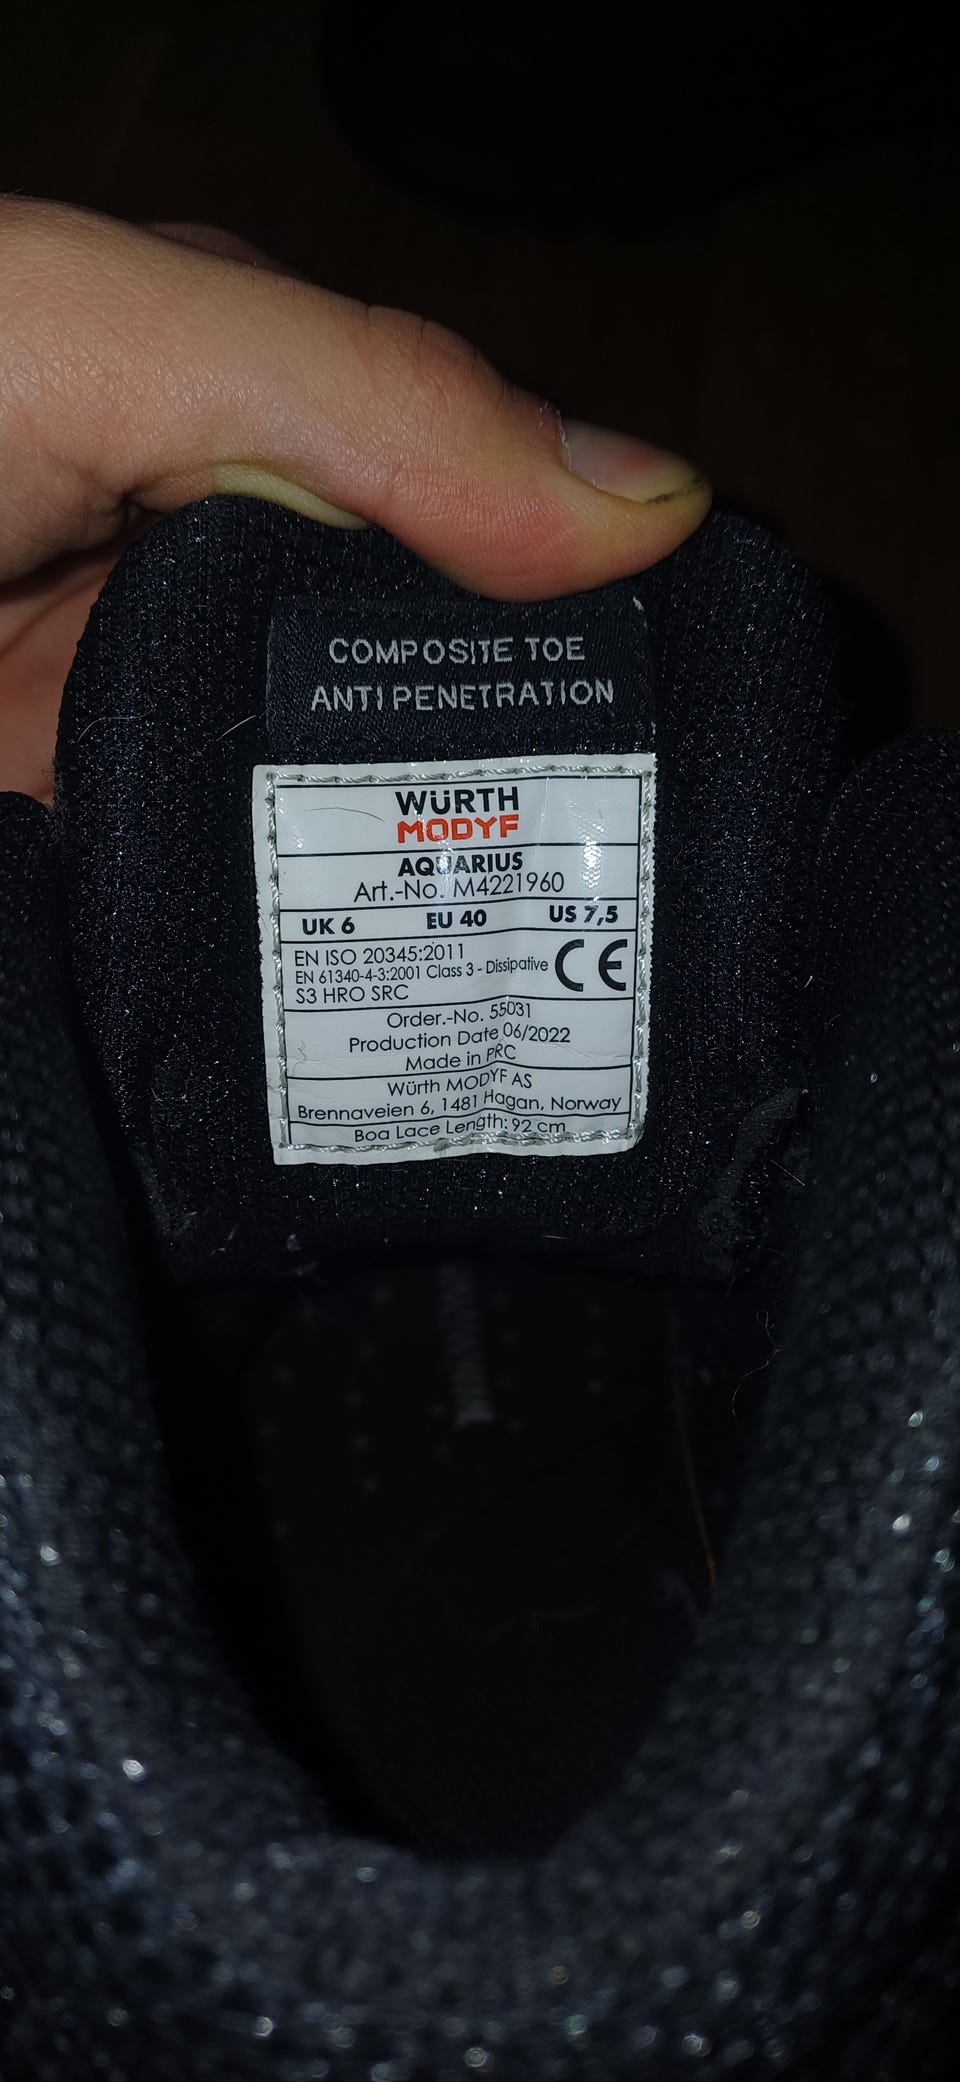 COMPOSITE TOE
ANTI PENETRATION
WÜRTH
MODYF
AQUARIUS
Art.-No. M4221960
UK 6 EU 40 US 7,5
EN ISO 20345:2011
EN 61340-4-3:2001 Class 3 - Dissipative CE
S3 HRO SRC
Order.-No. 55031
Production Date 06/2022
Made in PRC
Würth MODYF AS
Brennaveien 6, 1481 Hagan, Norway
Boa Lace Length: 92 cm